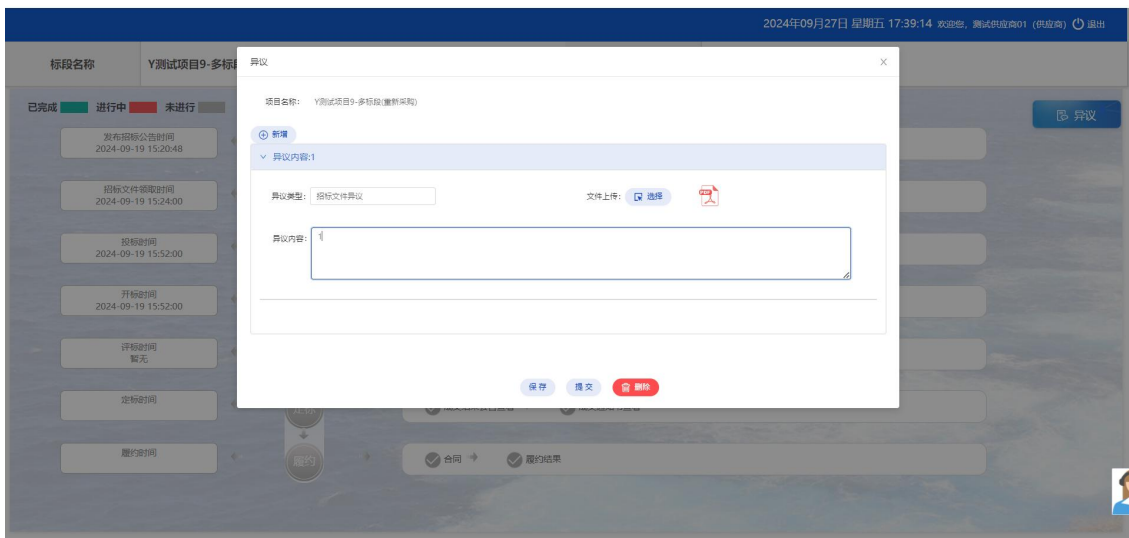 2024年09月27日 星期五 17:39:14 欢迎您, 测试供应商01 (供应商) 退出
标段名称 Y测试项目9-多标段
异议
项目名称: Y测试项目9-多标段(重新采购)
已完成 进行中 未进行
异议
新增
发布招标公告时间
2024-09-19 15:20:48
异议内容:1
招标文件领取时间
2024-09-19 15:24:00
异议类型: 招标文件异议 文件上传: 选择
PDF
异议内容: 1
投标时间
2024-09-19 15:52:00
开标时间
2024-09-19 15:52:00
评标时间
暂无
保存 提交 删除
定标时间
定标
履约时间
履约
合同 履约结果